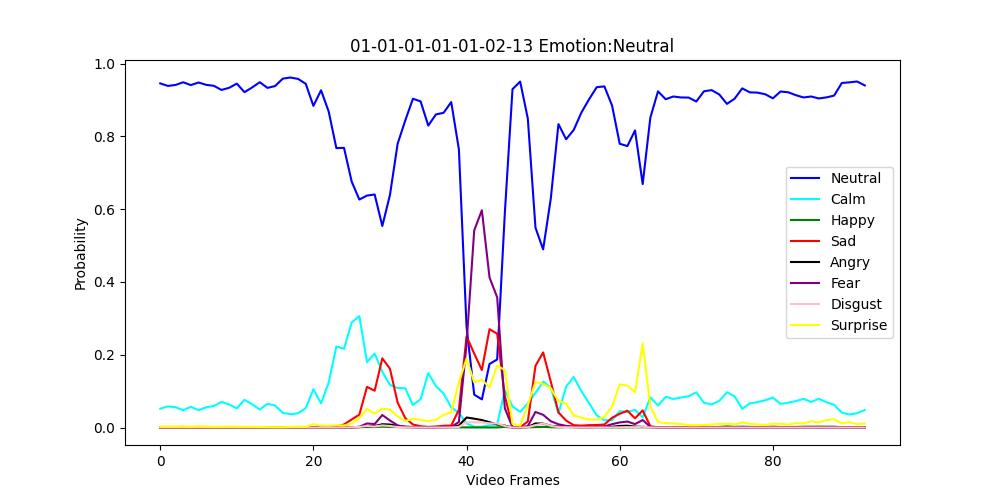 01-01-01-01-01-02-13 Emotion:Neutral
1.0
0.8
0.6
0.4
0.2
0.0
Probability
0
20
40
60
80
Video Frames
Neutral
Calm
Happy
Sad
Angry
Fear
Disgust
Surprise